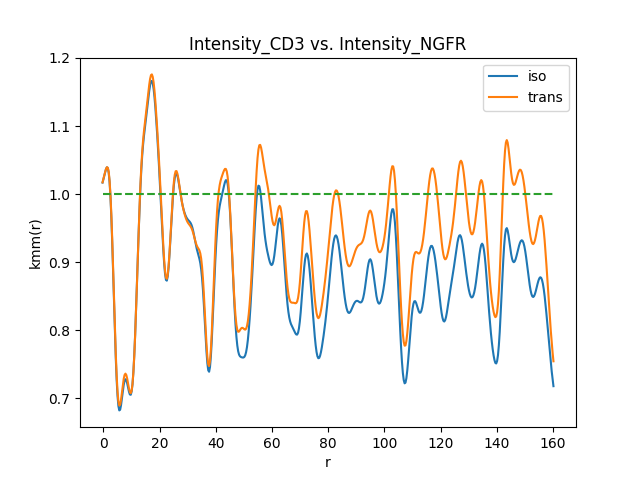 Intensity_CD3 vs. Intensity_NGFR
iso
trans
1.2
1.1
1.0
0.9
0.8
0.7
kmm(r)
0 20 40 60 80 100 120 140 160
r